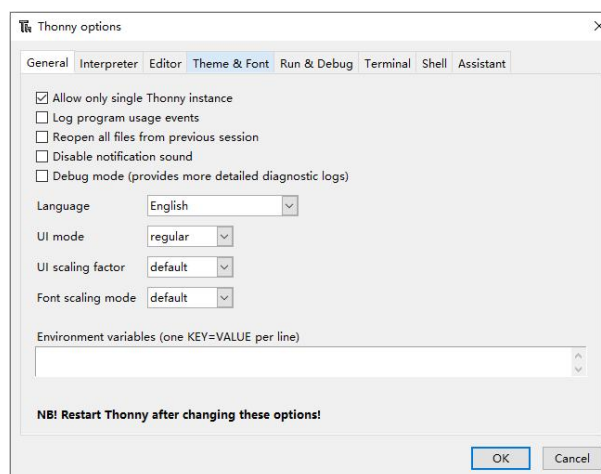 Thonny options
General Interpreter Editor Theme & Font Run & Debug Terminal Shell Assistant
Allow only single Thonny instance
Log program usage events
Reopen all files from previous session
Disable notification sound
Debug mode (provides more detailed diagnostic logs)
Language English
UI mode regular
UI scaling factor default
Font scaling mode default
Environment variables (one KEY=VALUE per line)
NB! Restart Thonny after changing these options!
OK Cancel